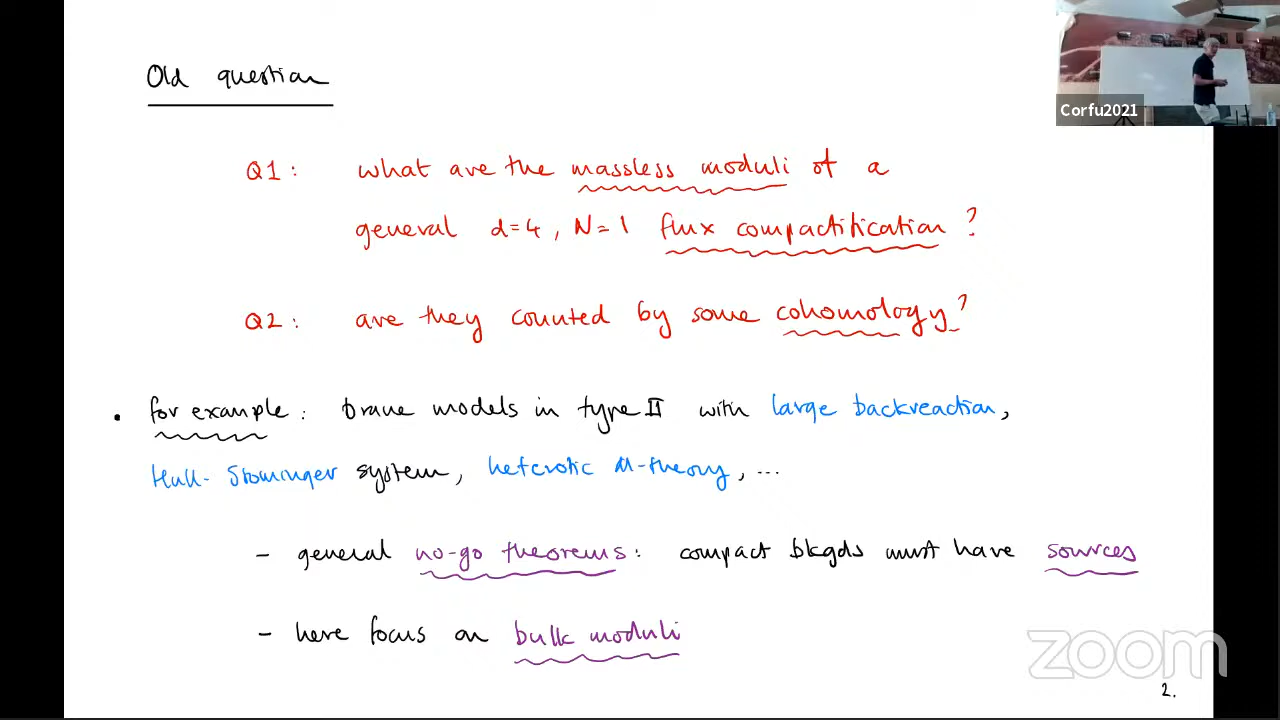 Old question
Corfu2021
Q1: what are the massless moduli of a
general d=4, N=1 flux compactification?
Q2: are they counted by some cohomology?
• for example: brane models in type II with large backreaction,
Hull-Strominger system, heterotic M-theory, ...
- general no-go theorems: compact bkgds must have sources
- here focus on bulk moduli
zoom
2.